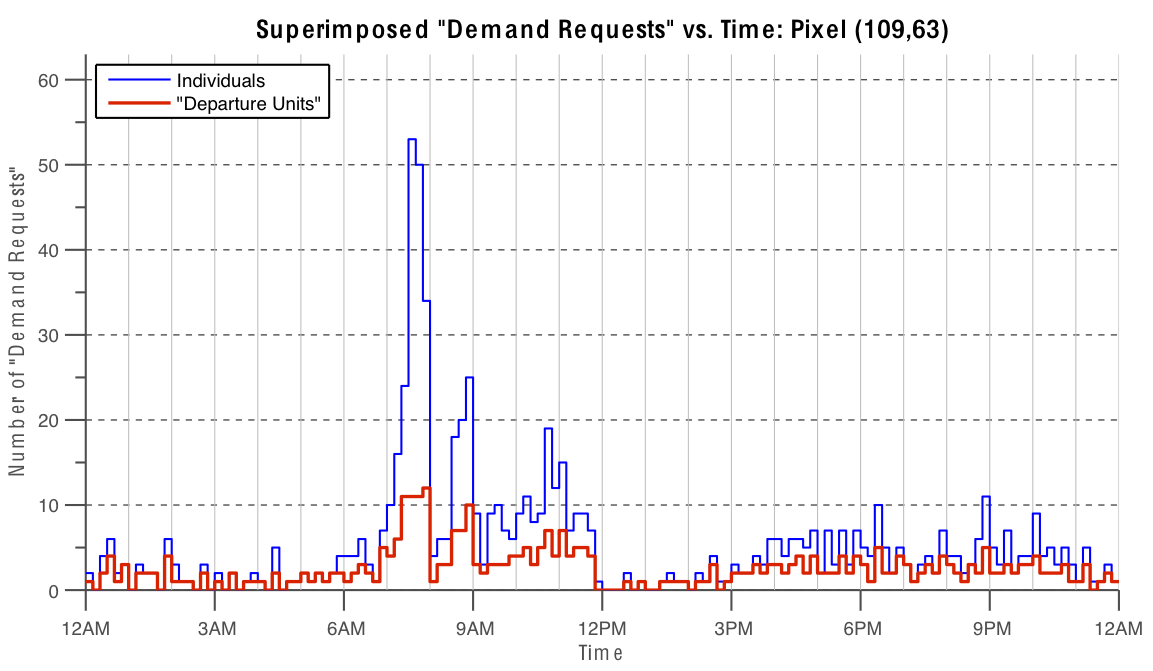 Superimposed "Demand Requests" vs. Time: Pixel (109,63)
Individuals
"Departure Units"
Number of "Demand Requests"
60
50
40
30
20
10
0
12AM 3AM 6AM 9AM 12PM 3PM 6PM 9PM 12AM
Time